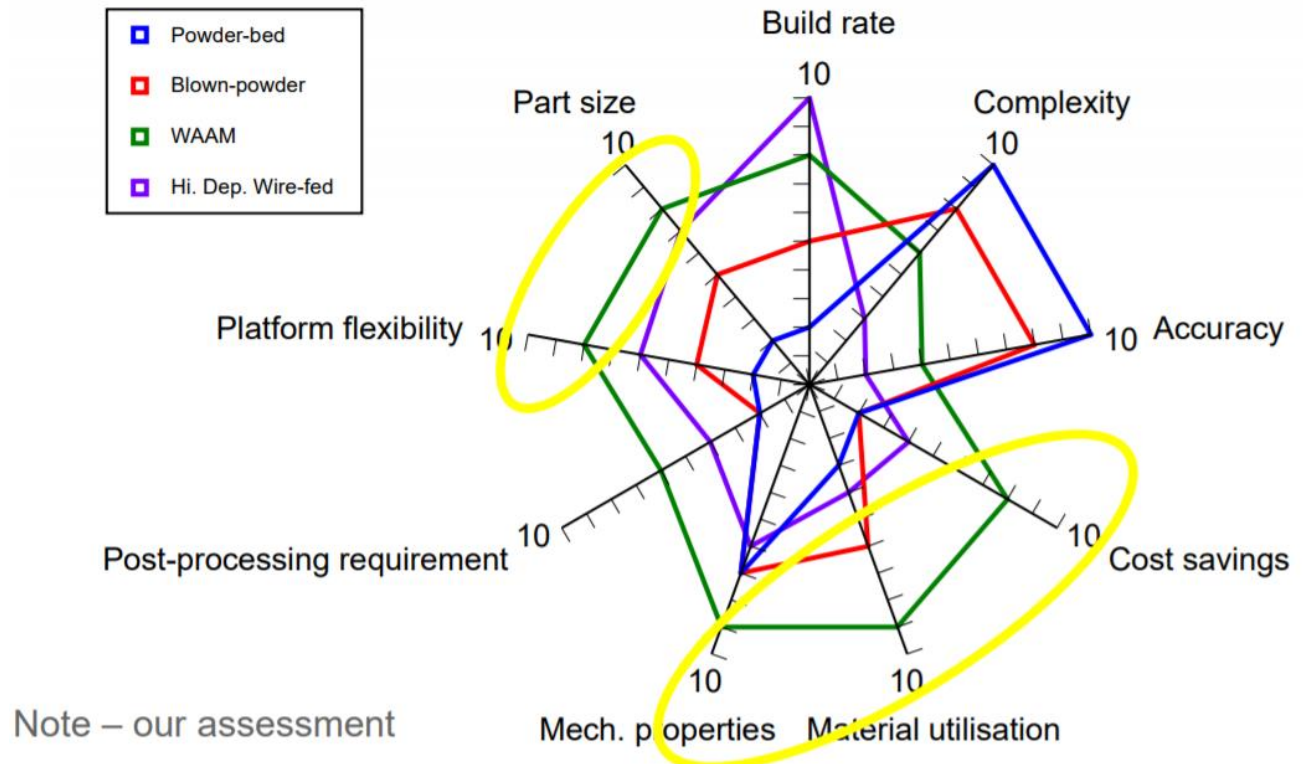 Powder-bed
Blown-powder
WAAM
Hi. Dep. Wire-fed
Build rate
10
Complexity
10
Part size
10
Accuracy
10
Platform flexibility
10
Cost savings
10
Post-processing requirement
10
Mech. properties
10
Material utilisation
10
Note – our assessment